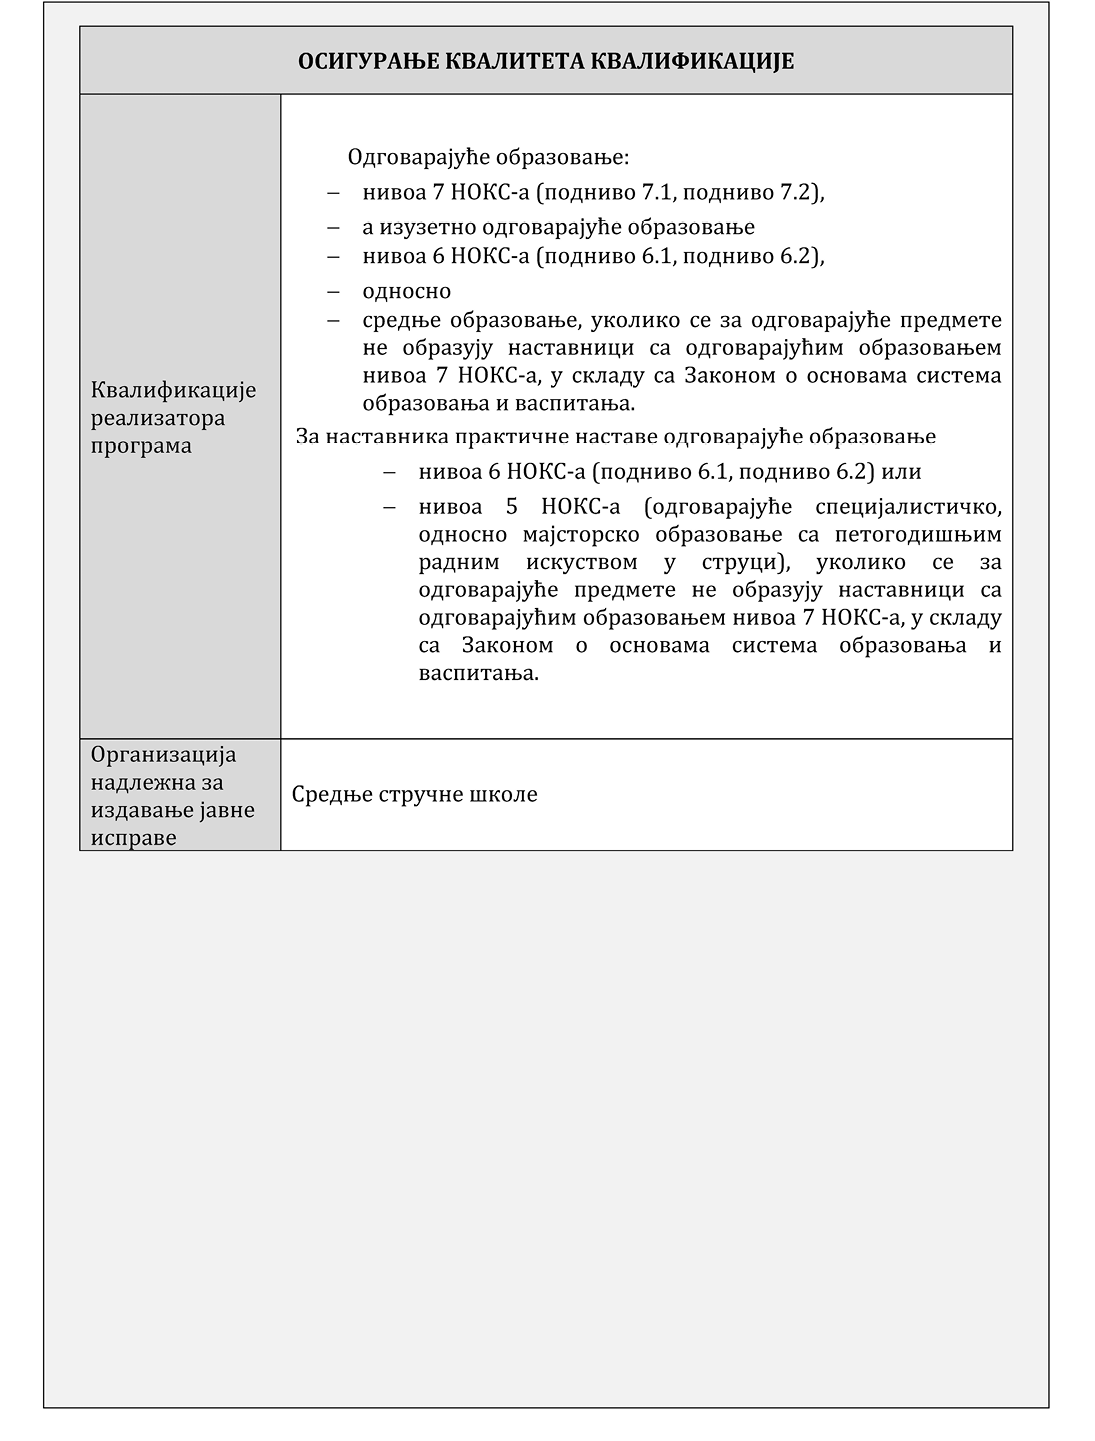 ОСИГУРАЊЕ КВАЛИТЕТА КВАЛИФИКАЦИЈЕ
Квалификације
реализатора
програма
Одговарајуће образовање:
– нивоа 7 НОКС-а (подниво 7.1, подниво 7.2),
– а изузетно одговарајуће образовање
– нивоа 6 НОКС-а (подниво 6.1, подниво 6.2),
– односно
– средње образовање, уколико се за одговарајуће предмете
не образују наставници са одговарајућим образовањем
нивоа 7 НОКС-а, у складу са Законом о основама система
образовања и васпитања.
За наставника практичне наставе одговарајуће образовање
– нивоа 6 НОКС-а (подниво 6.1, подниво 6.2) или
– нивоа 5 НОКС-а (одговарајуће специјалистичко,
односно мајсторско образовање са петогодишњим
радним искуством у струци), уколико се за
одговарајуће предмете не образују наставници са
одговарајућим образовањем нивоа 7 НОКС-а, у складу
са Законом о основама система образовања и
васпитања.
Организација
надлежна за
издавање јавне
исправе
Средње стручне школе